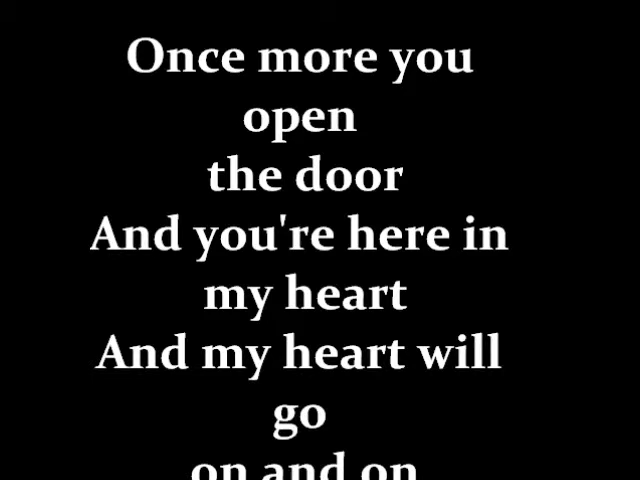 Once more you
open
the door
And you're here in
my heart
And my heart will
go
on and on